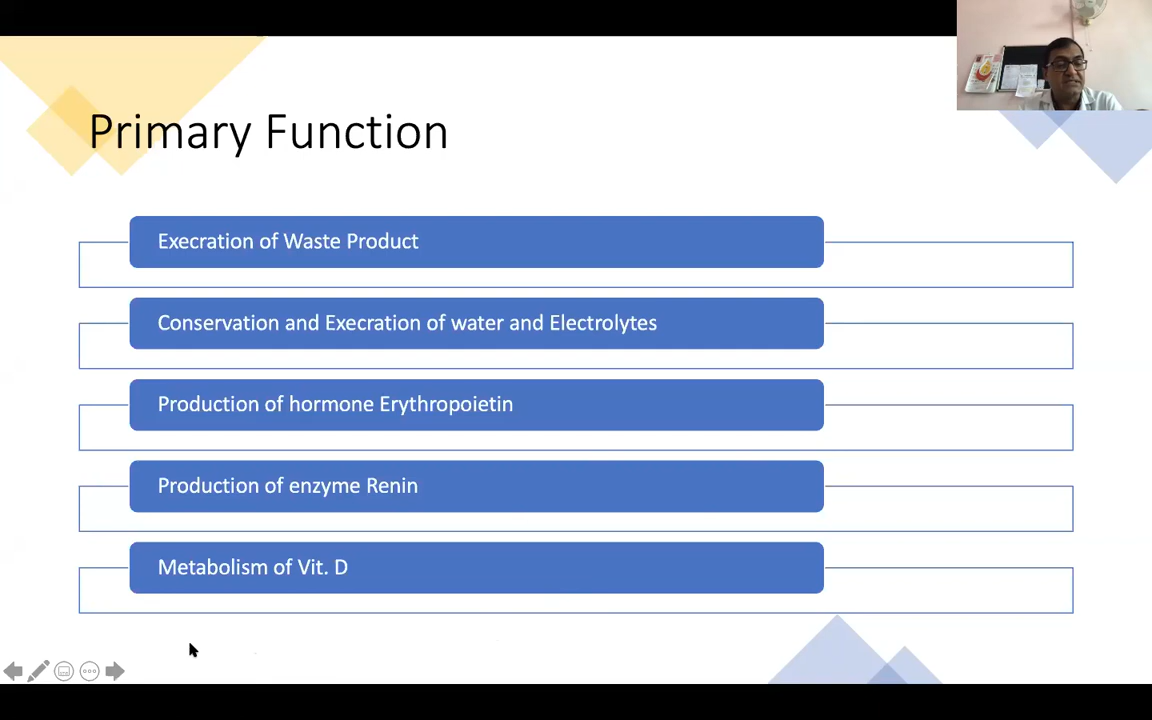 Primary Function
Execration of Waste Product
Conservation and Execration of water and Electrolytes
Production of hormone Erythropoietin
Production of enzyme Renin
Metabolism of Vit. D